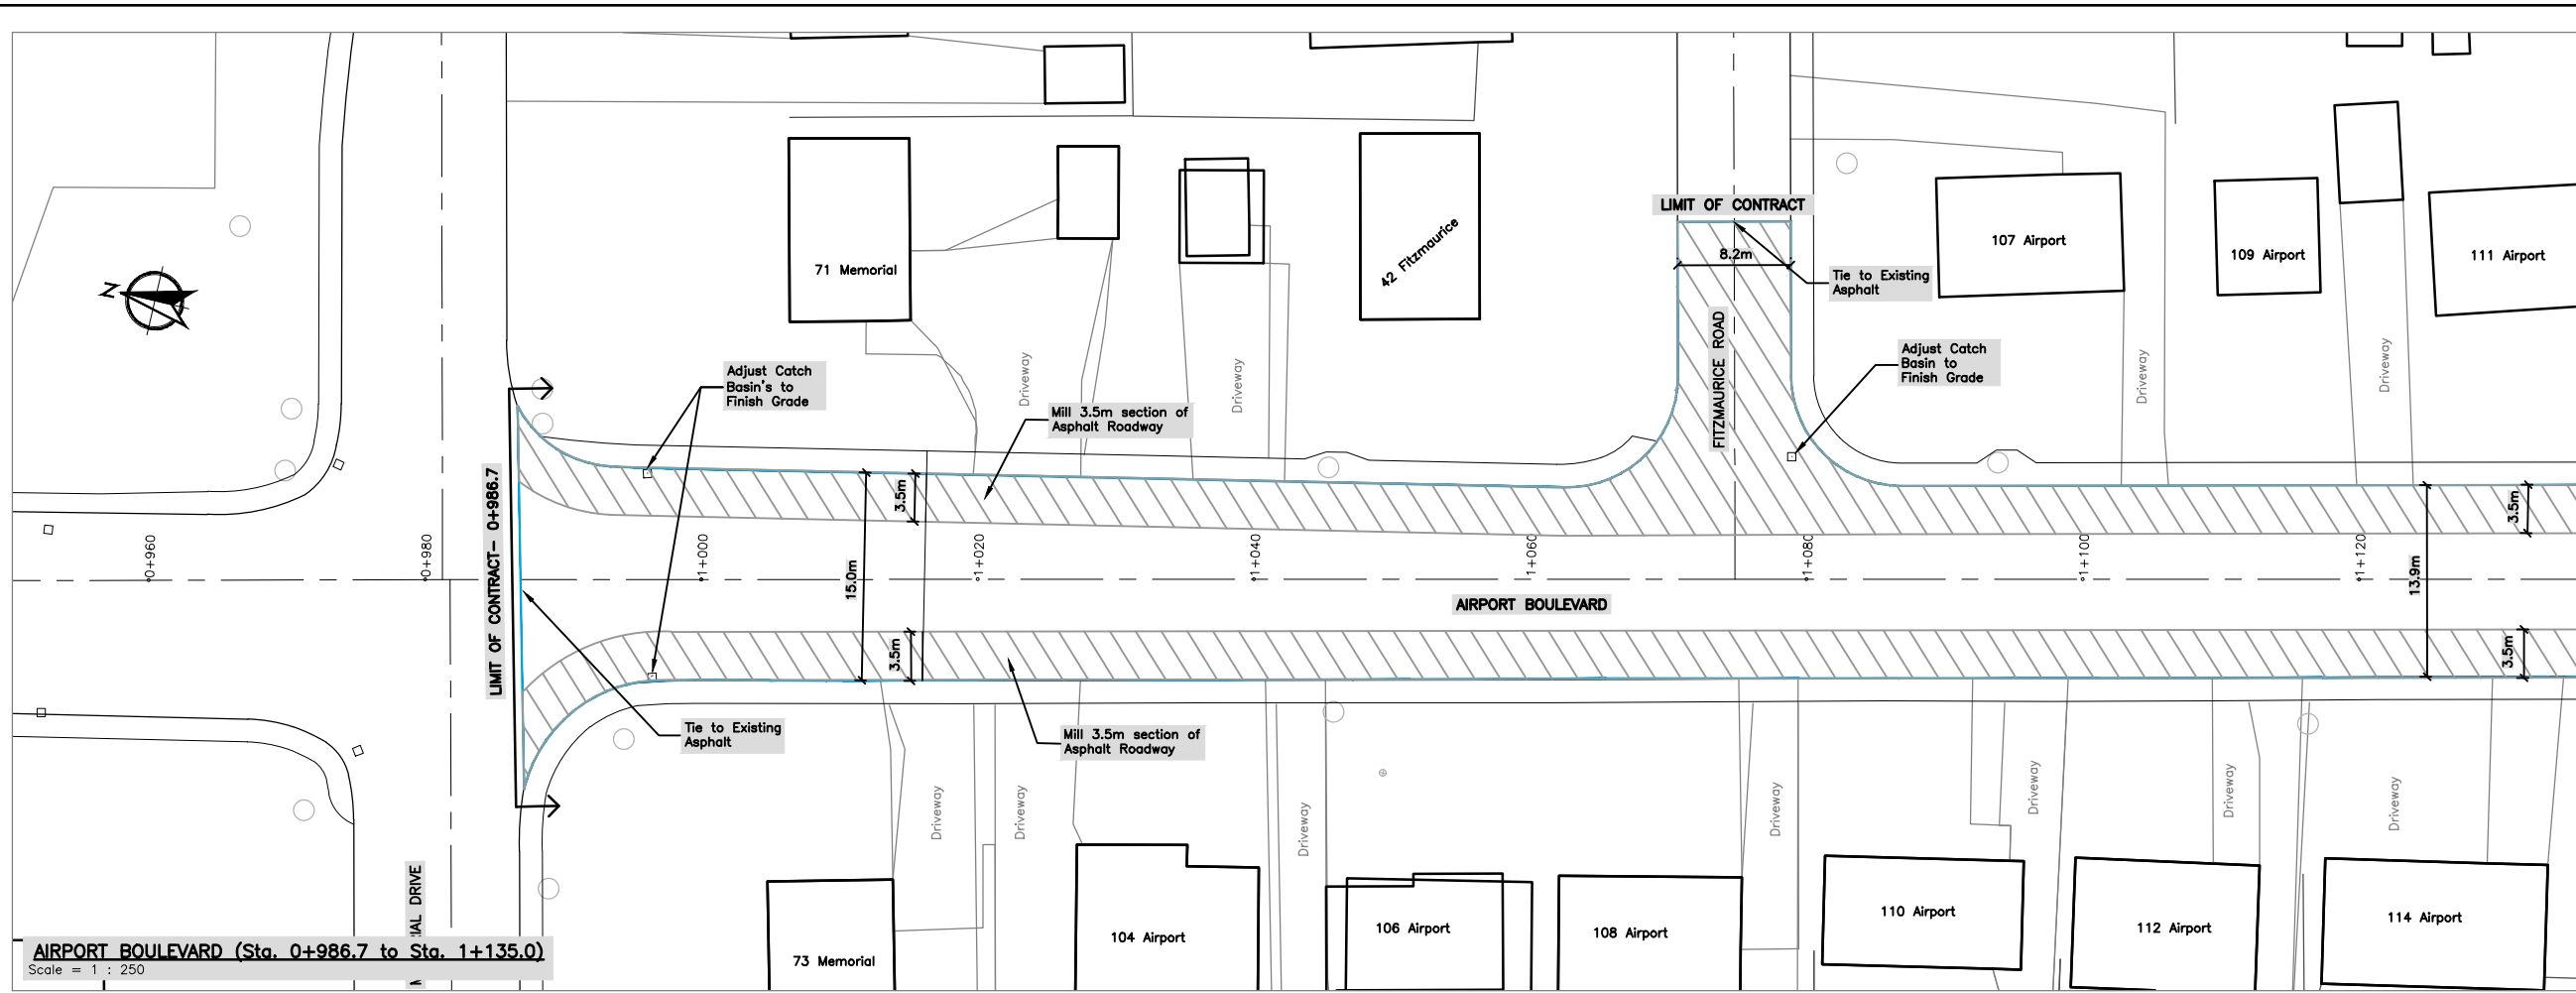 LIMIT OF CONTRACT
8.2m
107 Airport
109 Airport
111 Airport
42 Fitzmaurice
71 Memorial
Tie to Existing
Asphalt
N
FITZMAURICE ROAD
Adjust Catch
Basin's to
Finish Grade
Driveway
Driveway
Adjust Catch
Basin to
Finish Grade
Driveway
Driveway
Mill 3.5m section of
Asphalt Roadway
LIMIT OF CONTRACT- 0+986.7
3.5m
3.5m
0+960
0+980
1+000
1+020
1+040
1+060
1+080
1+100
1+120
15.0m
13.9m
AIRPORT BOULEVARD
3.5m
3.5m
Tie to Existing
Asphalt
Mill 3.5m section of
Asphalt Roadway
Driveway
Driveway
Driveway
Driveway
Driveway
Driveway
Driveway
DRIVE
104 Airport
106 Airport
108 Airport
110 Airport
112 Airport
114 Airport
73 Memorial
AIRPORT BOULEVARD (Sta. 0+986.7 to Sta. 1+135.0)
Scale = 1 : 250